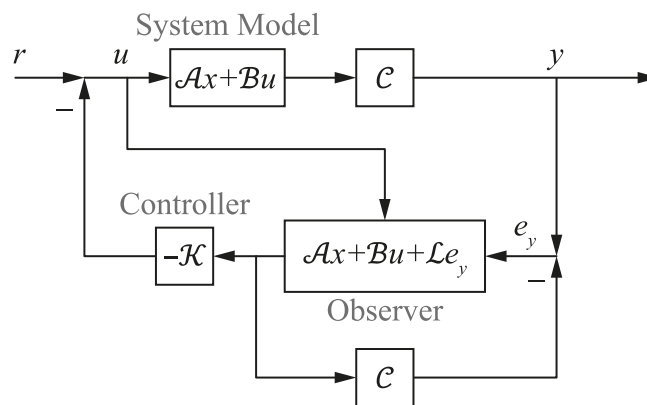 System Model
r
u
𝒜x+ℬu
𝒞
y
−
Controller
−𝒦
𝒜x+ℬu+ℒe_y
e_y
−
Observer
𝒞